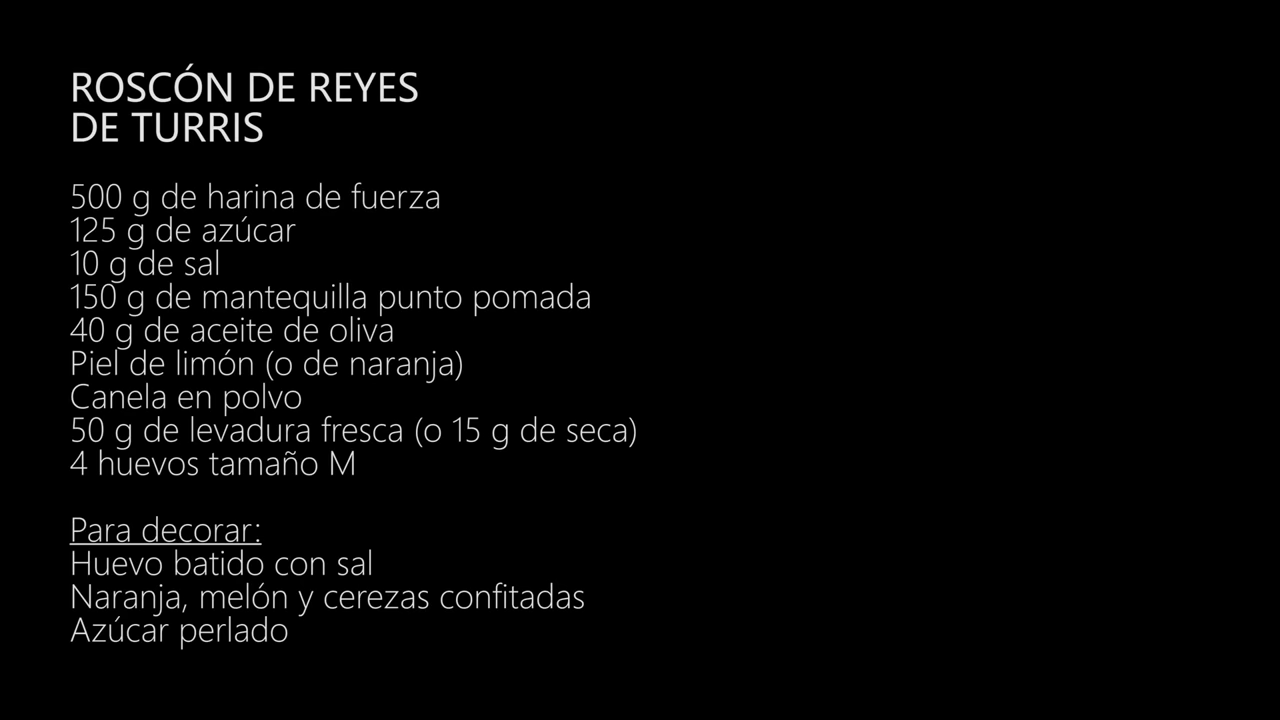 ROSCÓN DE REYES
DE TURRIS
500 g de harina de fuerza
125 g de azúcar
10 g de sal
150 g de mantequilla punto pomada
40 g de aceite de oliva
Piel de limón (o de naranja)
Canela en polvo
50 g de levadura fresca (o 15 g de seca)
4 huevos tamaño M
Para decorar:
Huevo batido con sal
Naranja, melón y cerezas confitadas
Azúcar perlado